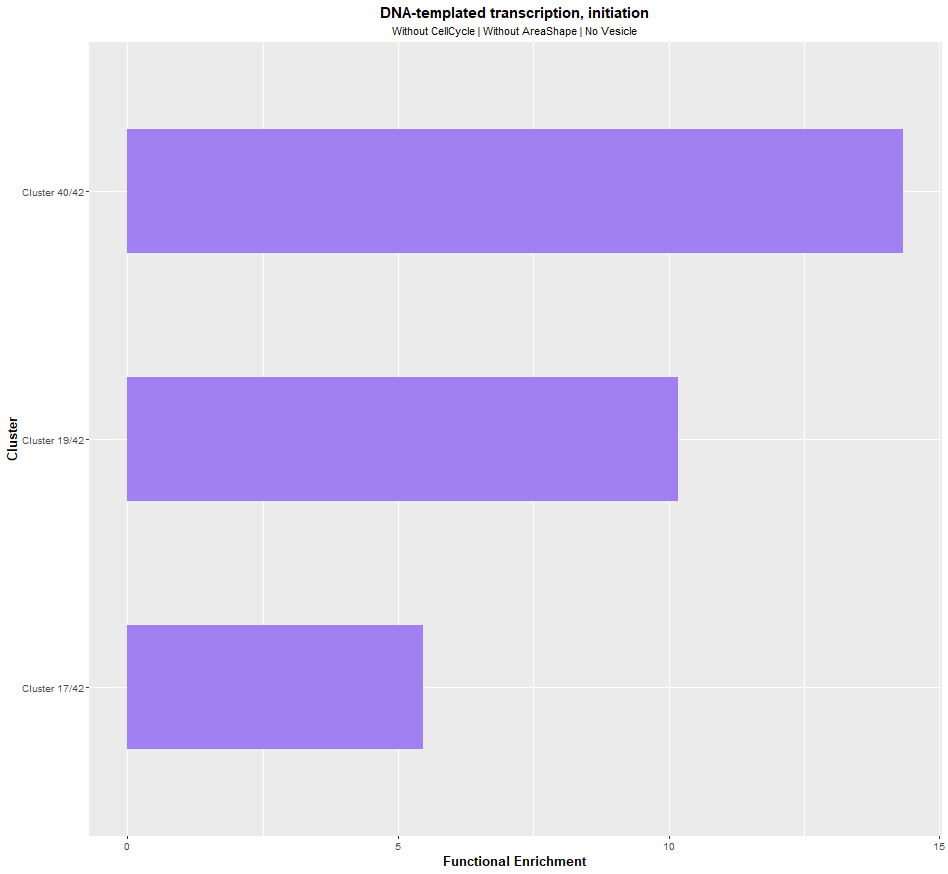 DNA-templated transcription, initiation
Without CellCycle | Without AreaShape | No Vesicle
Cluster
Cluster 40/42
Cluster 19/42
Cluster 17/42
0 5 10 15
Functional Enrichment